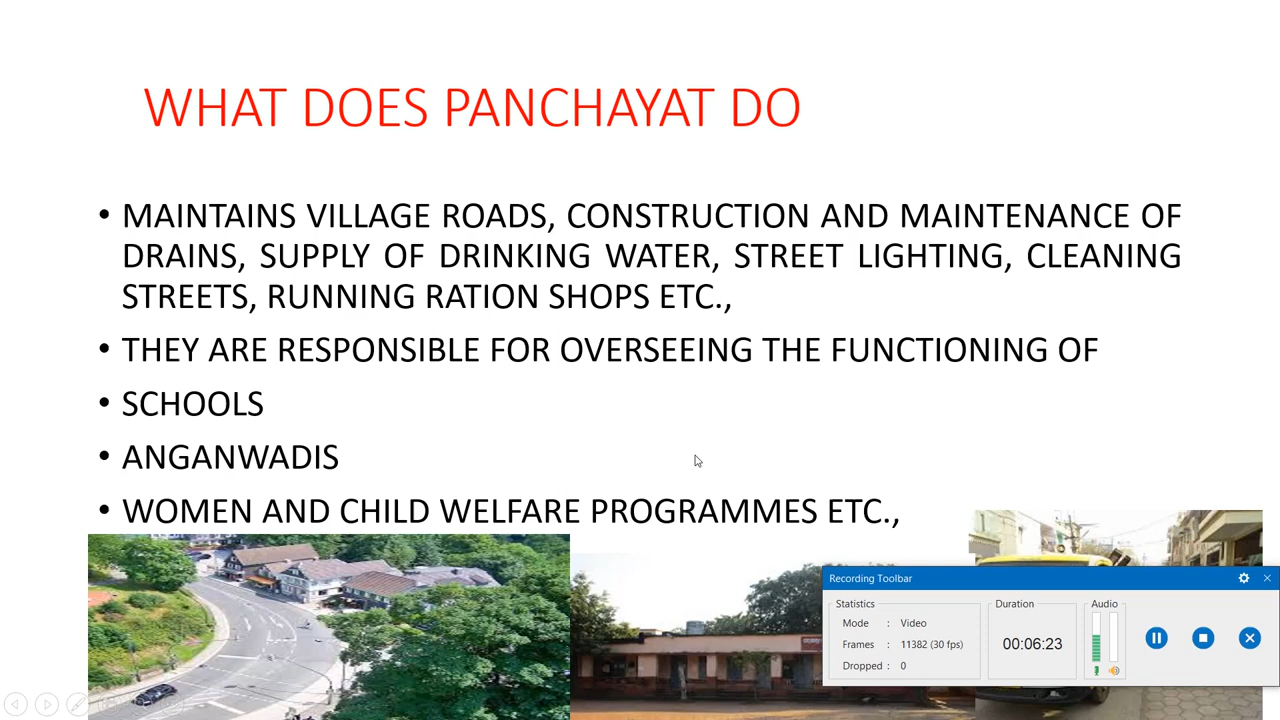 WHAT DOES PANCHAYAT DO
• MAINTAINS VILLAGE ROADS, CONSTRUCTION AND MAINTENANCE OF
DRAINS, SUPPLY OF DRINKING WATER, STREET LIGHTING, CLEANING
STREETS, RUNNING RATION SHOPS ETC.,
• THEY ARE RESPONSIBLE FOR OVERSEEING THE FUNCTIONING OF
• SCHOOLS
• ANGANWADIS
• WOMEN AND CHILD WELFARE PROGRAMMES ETC.,
Recording Toolbar
Statistics
Mode : Video
Frames : 11382 (30 fps)
Dropped : 0
Duration
00:06:23
Audio